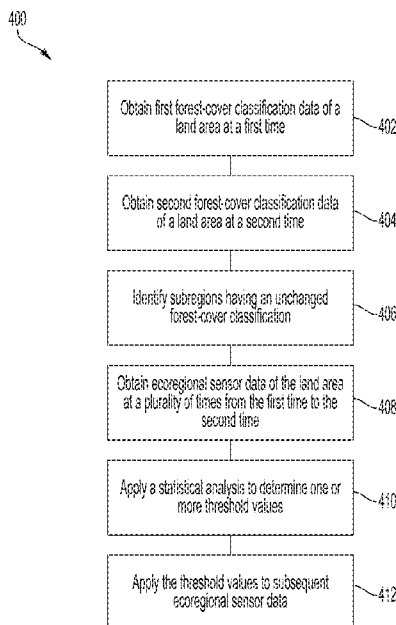 400
Obtain first forest-cover classification data of a
land area at a first time
402
Obtain second forest-cover classification data
of a land area at a second time
404
Identify subregions having an unchanged
forest-cover classification
406
Obtain ecoregional sensor data of the land area
at a plurality of times from the first time to the
second time
408
Apply a statistical analysis to determine one or
more threshold values
410
Apply the threshold values to subsequent
ecoregional sensor data
412